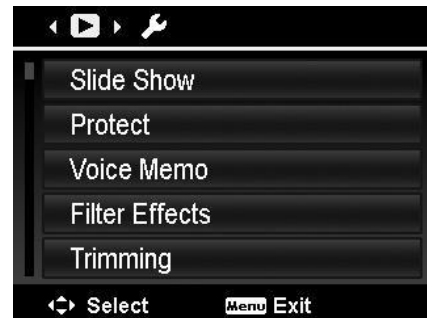 Slide Show
Protect
Voice Memo
Filter Effects
Trimming
Select Menu Exit